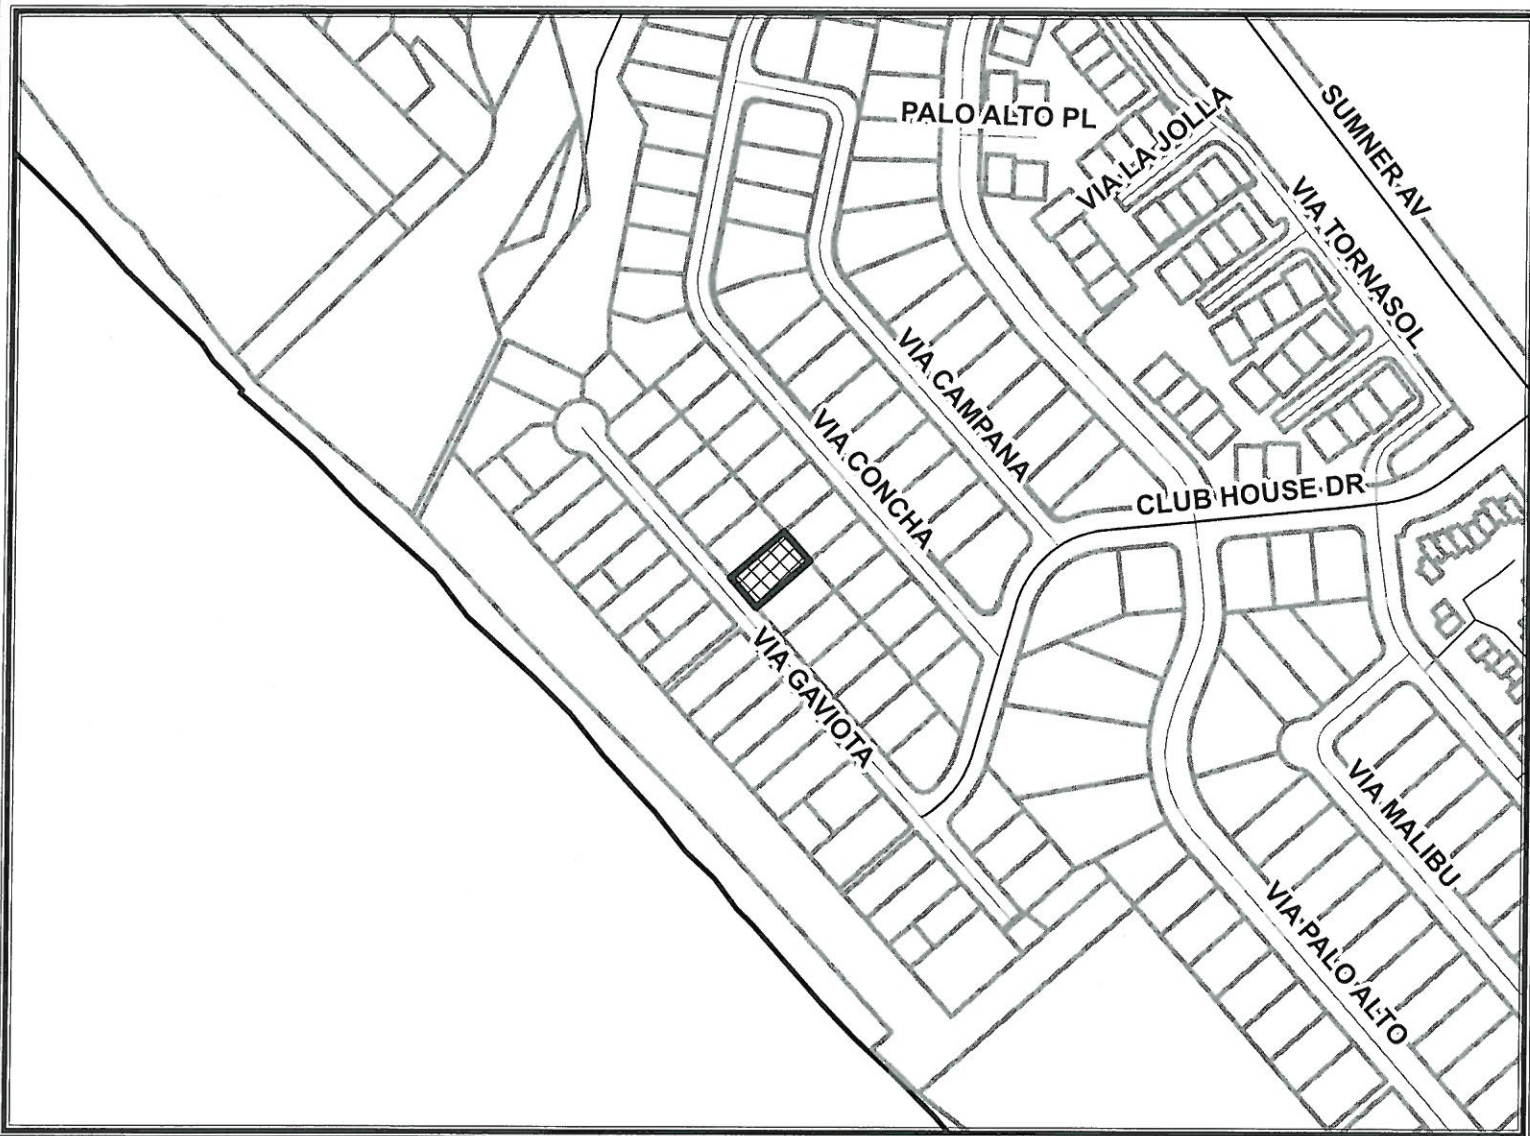 PALO ALTO PL
VIA LA JOLLA
SUMNER AV
VIA TORNASOL
VIA CAMPANA
VIA CONCHA
CLUB HOUSE DR
VIA GAVIOTA
VIA MALIBU
VIA PALO ALTO